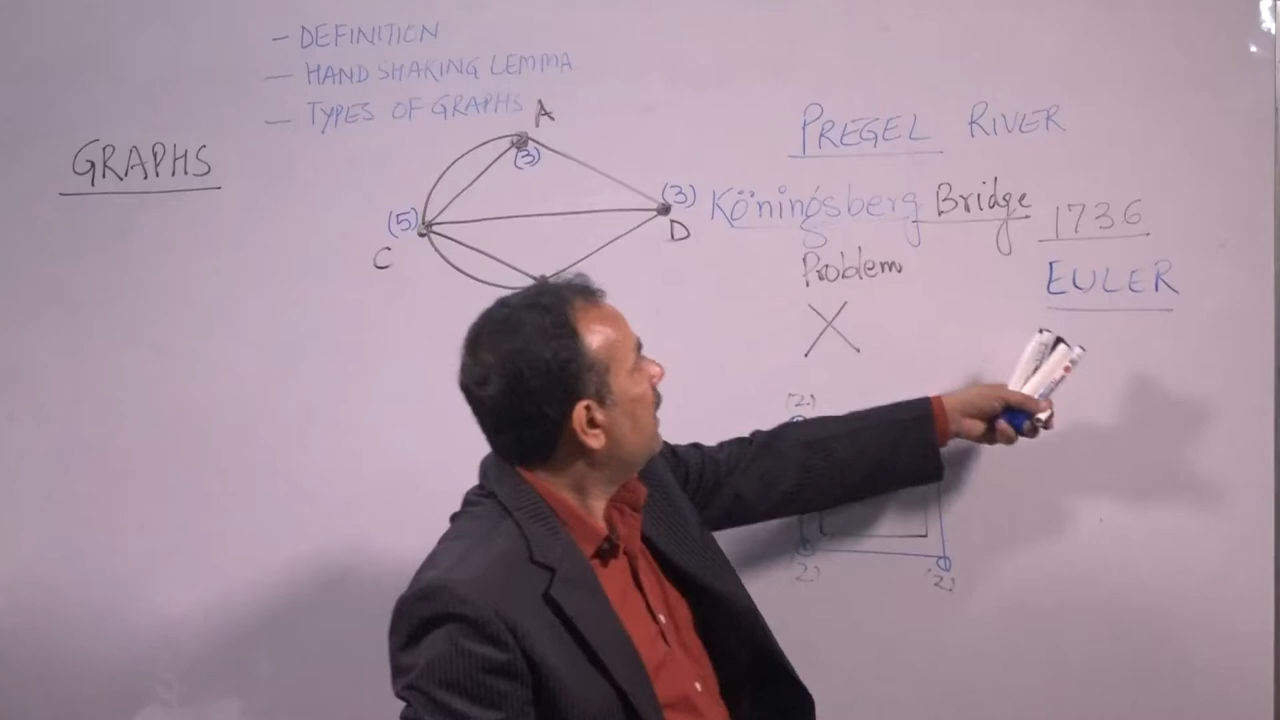 – DEFINITION
— HAND SHAKING LEMMA
— TYPES OF GRAPHS
GRAPHS
A
(3)
(5)
C
(3)
D
PREGEL RIVER
Köningsberg Bridge
Problem
1736
EULER
(2)
2)
(2)